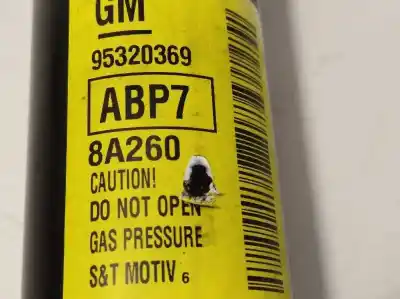 GM
95320369
ABP7
8A260
CAUTION!
DO NOT OPEN
GAS PRESSURE
S&T MOTIV 6